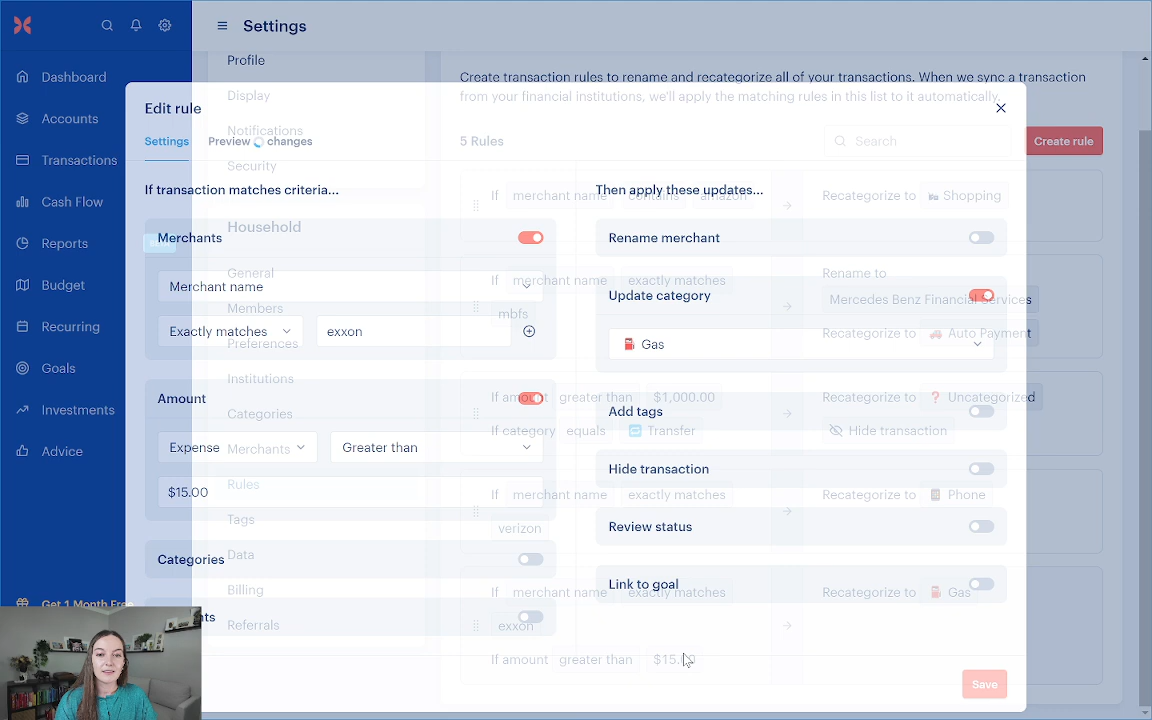 Settings
Dashboard
Accounts
Transactions
Cash Flow
Reports
Budget
Recurring
Goals
Investments
Advice
Get 1 Month Free
Profile
Display
Notifications
Security
Household
General
Members
Preferences
Institutions
Categories
Merchants
Rules
Tags
Data
Billing
Referrals
Create transaction rules to rename and recategorize all of your transactions. When we sync a transaction
from your financial institutions, we'll apply the matching rules in this list to it automatically.
5 Rules
Search
Create rule
If merchant name contains amazon
Recategorize to Shopping
If merchant name exactly matches
mbfs
Rename to
Mercedes Benz Financial Services
Recategorize to Auto Payment
If amount greater than $1,000.00
If category equals Transfer
Recategorize to Uncategorized
Hide transaction
If merchant name exactly matches
verizon
Recategorize to Phone
If merchant name exactly matches
exxon
If amount greater than $15.00
Recategorize to Gas
Edit rule
Settings
Preview changes
If transaction matches criteria...
Merchants
Merchant name
Exactly matches
exxon
Amount
Expense
Greater than
$15.00
Categories
Then apply these updates...
Rename merchant
Update category
Gas
Add tags
Hide transaction
Review status
Link to goal
Save